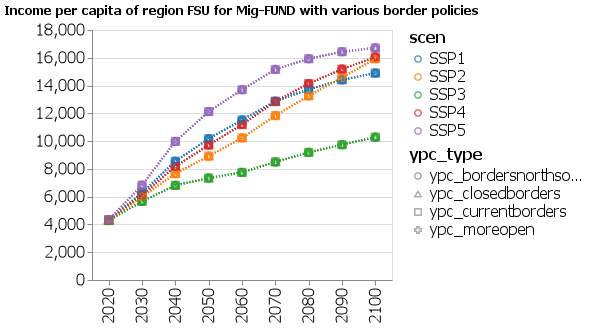 Income per capita of region FSU for Mig-FUND with various border policies
18,000
16,000
14,000
12,000
10,000
8,000
6,000
4,000
2,000
0
2020
2030
2040
2050
2060
2070
2080
2090
2100
scen
SSP1
SSP2
SSP3
SSP4
SSP5
ypc_type
ypc_bordersnorthso...
ypc_closedborders
ypc_currentborders
ypc_moreopen